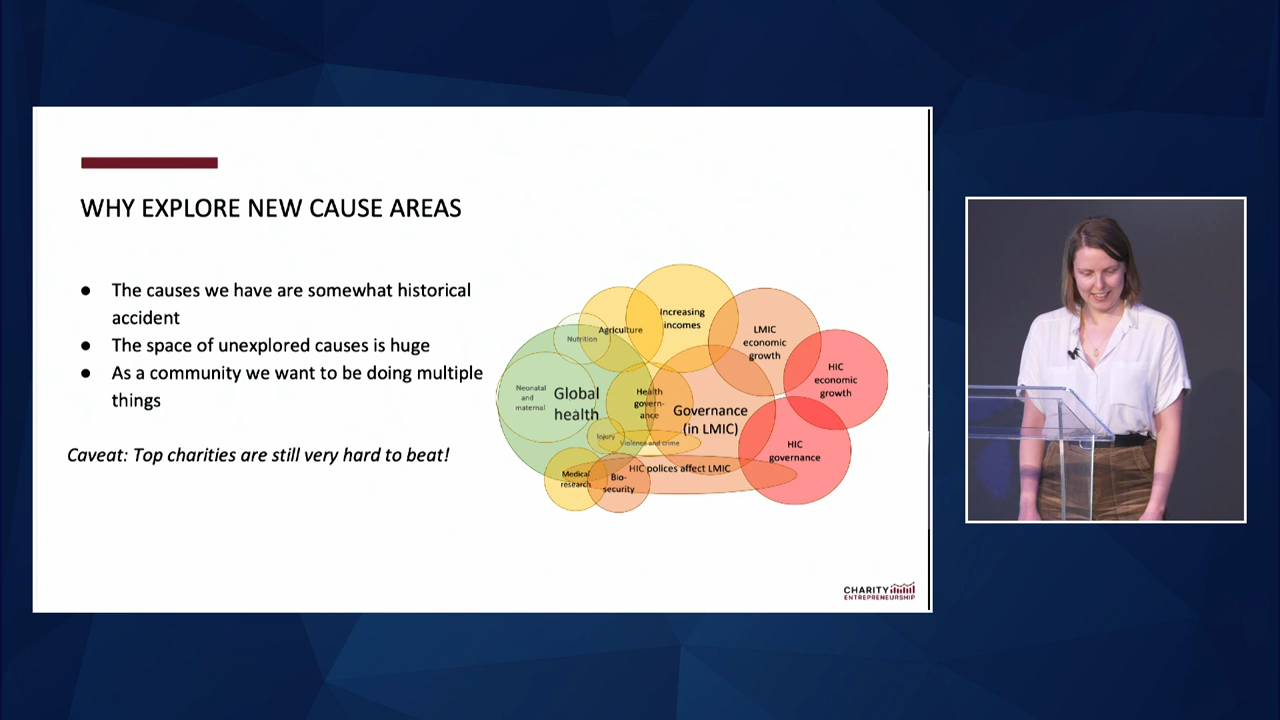 WHY EXPLORE NEW CAUSE AREAS
● The causes we have are somewhat historical
accident
● The space of unexplored causes is huge
● As a community we want to be doing multiple
things
Caveat: Top charities are still very hard to beat!
Increasing
incomes
Agriculture
Nutrition
LMIC
economic
growth
HIC
economic
growth
Neonatal
and
maternal
Global
health
Health
govern-
ance
Governance
(in LMIC)
Injury
Violence and crime
HIC
governance
HIC polices affect LMIC
Medical
research
Bio-
security
CHARITY
ENTREPRENEURSHIP